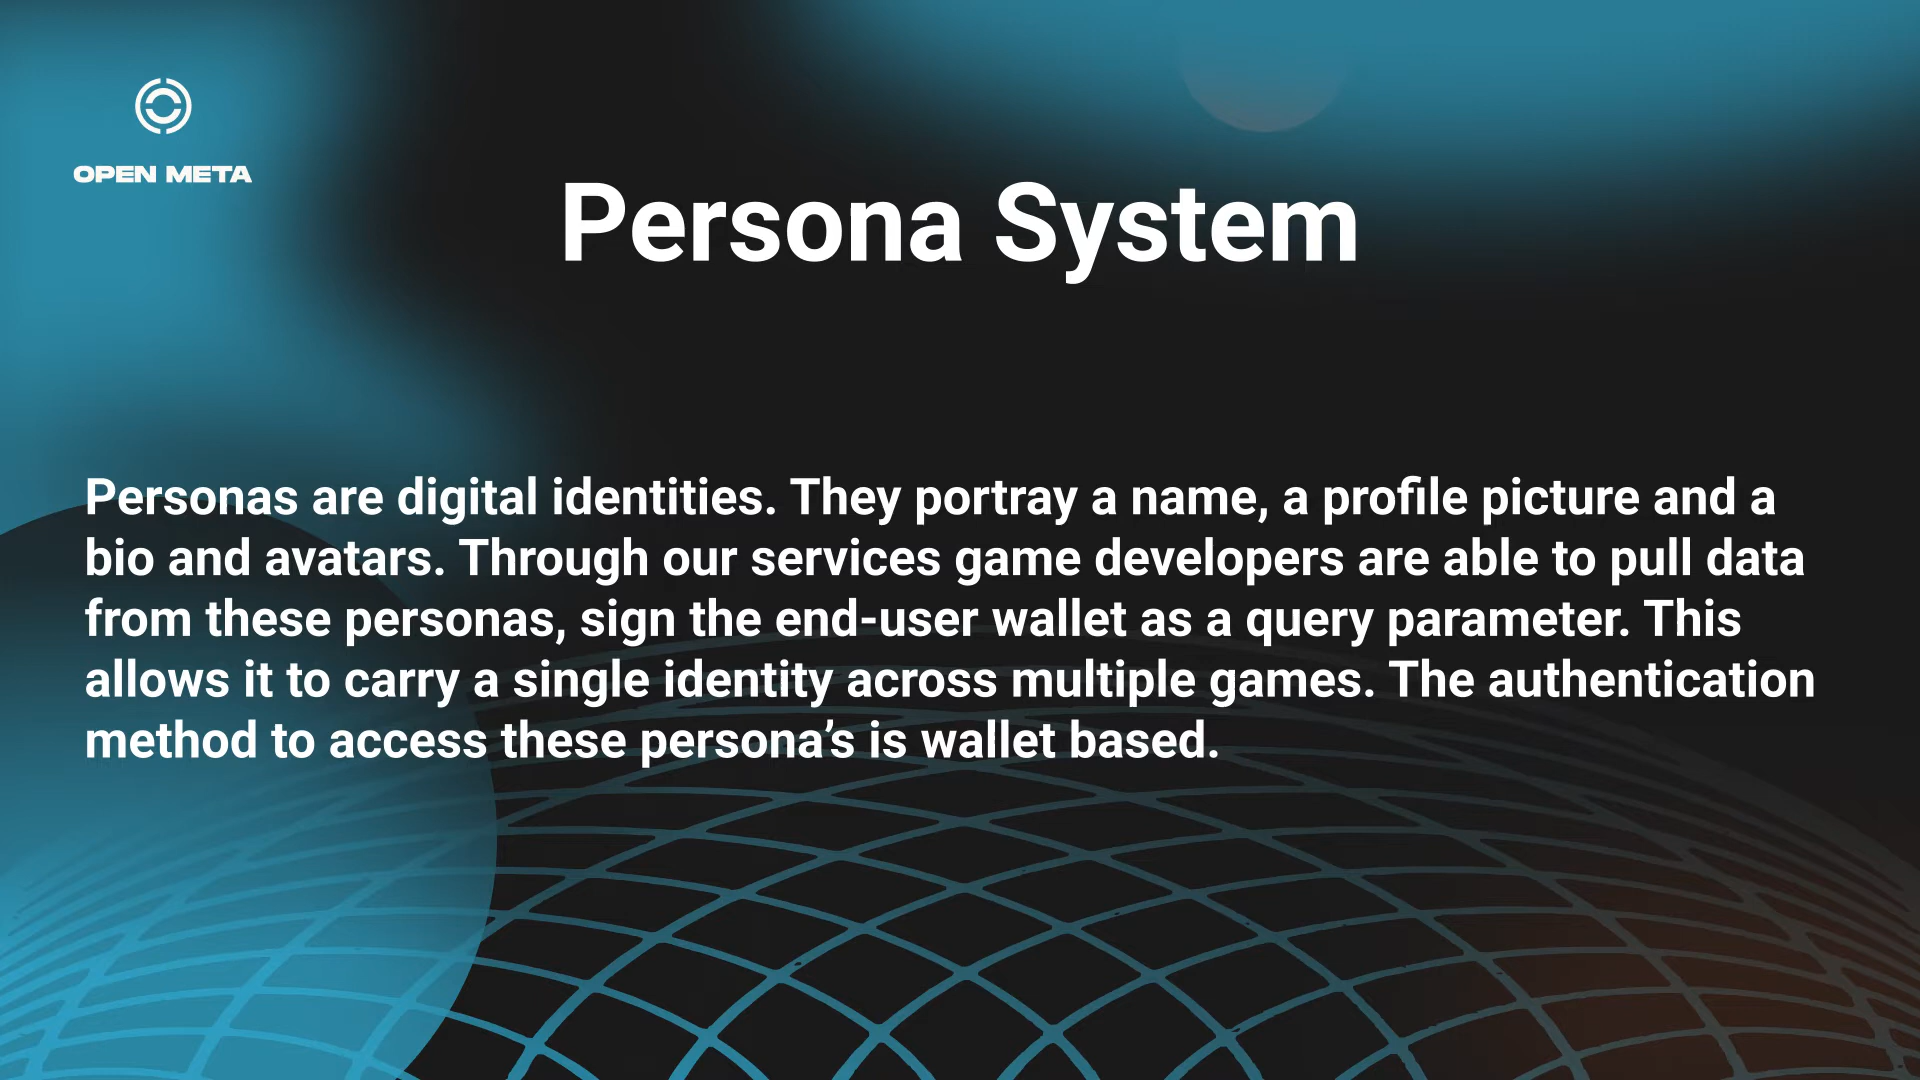 OPEN META
Persona System
Personas are digital identities. They portray a name, a profile picture and a
bio and avatars. Through our services game developers are able to pull data
from these personas, sign the end-user wallet as a query parameter. This
allows it to carry a single identity across multiple games. The authentication
method to access these persona’s is wallet based.